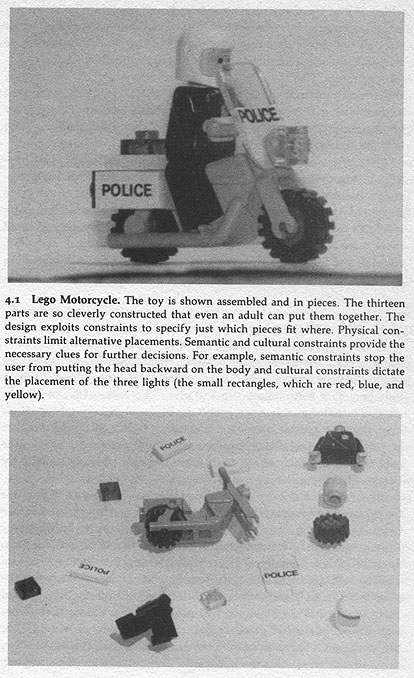 POLICE
POLICE
4.1 Lego Motorcycle. The toy is shown assembled and in pieces. The thirteen
parts are so cleverly constructed that even an adult can put them together. The
design exploits constraints to specify just which pieces fit where. Physical con-
straints limit alternative placements. Semantic and cultural constraints provide the
necessary clues for further decisions. For example, semantic constraints stop the
user from putting the head backward on the body and cultural constraints dictate
the placement of the three lights (the small rectangles, which are red, blue, and
yellow).
POLICE
POLICE
POLICE